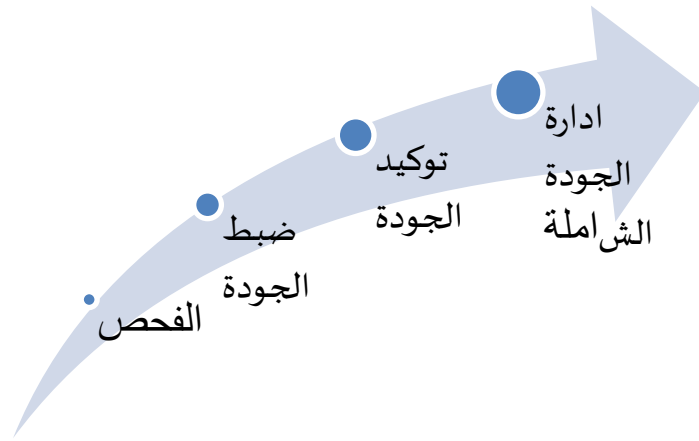 الفحص
ضبط
الجودة
توكيد
الجودة
ادارة
الجودة
الشاملة